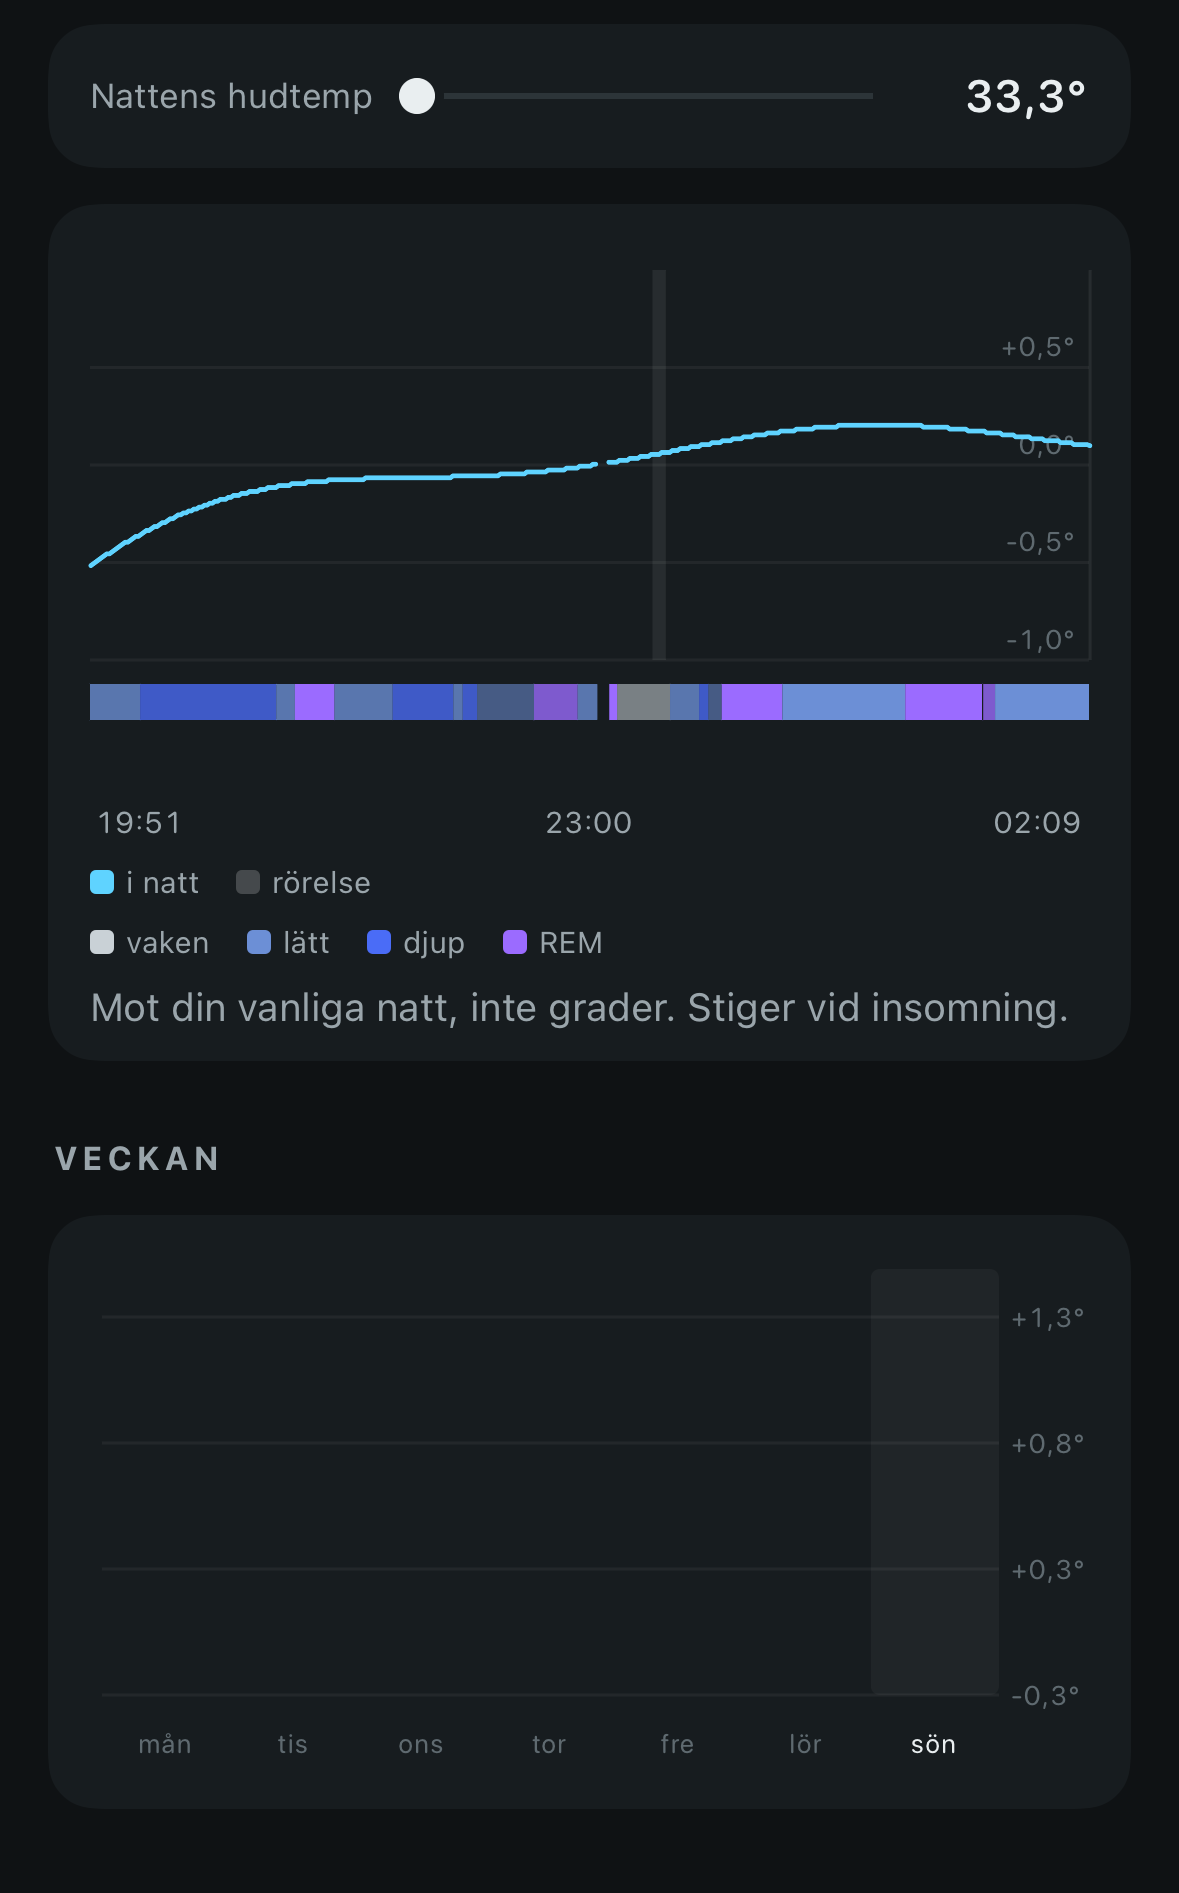 Nattens hudtemp 33,3°
+0,5°
0,0°
-0,5°
-1,0°
19:51 23:00 02:09
i natt rörelse
vaken lätt djup REM
Mot din vanliga natt, inte grader. Stiger vid insomning.
VECKAN
+1,3°
+0,8°
+0,3°
-0,3°
mån tis ons tor fre lör sön